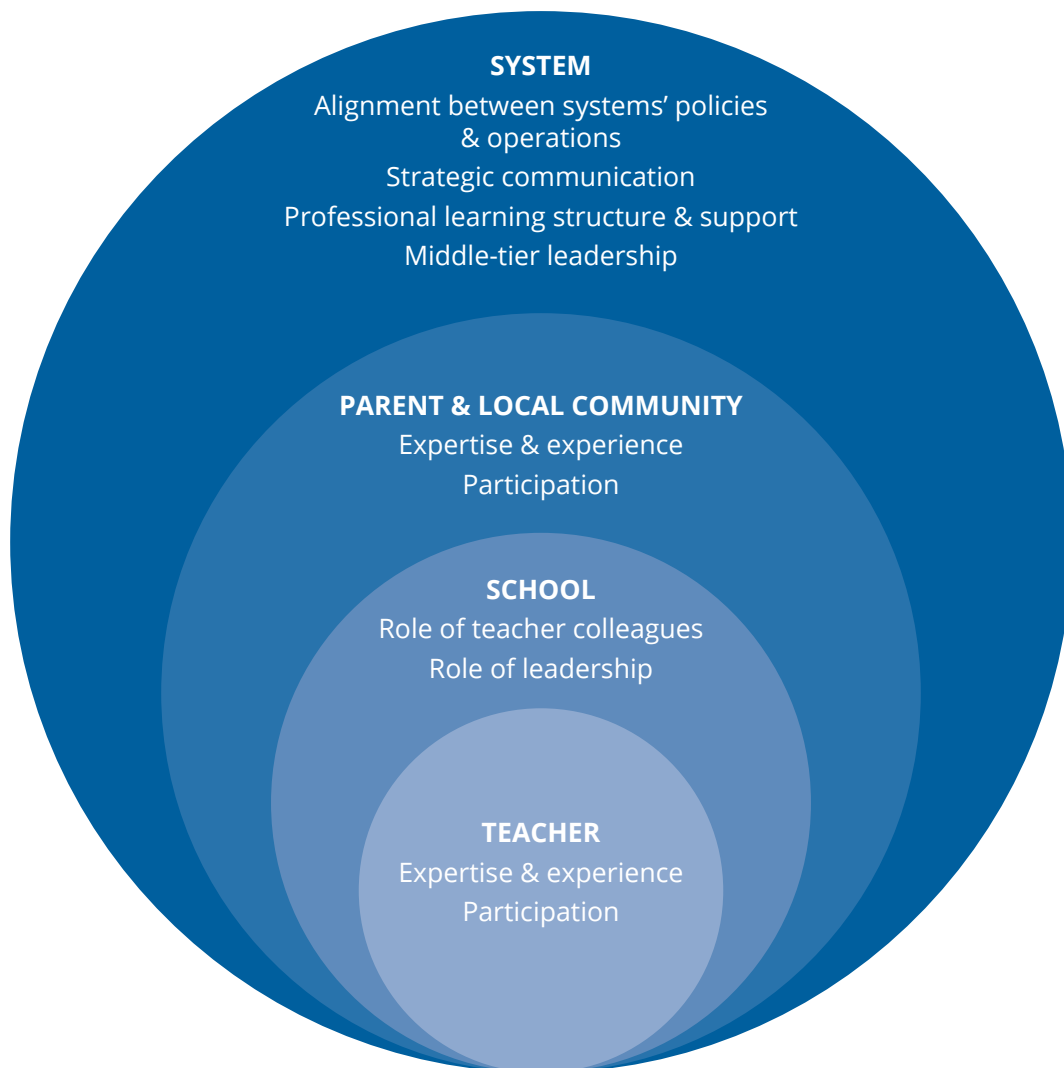 SYSTEM
Alignment between systems’ policies
& operations
Strategic communication
Professional learning structure & support
Middle-tier leadership
PARENT & LOCAL COMMUNITY
Expertise & experience
Participation
SCHOOL
Role of teacher colleagues
Role of leadership
TEACHER
Expertise & experience
Participation